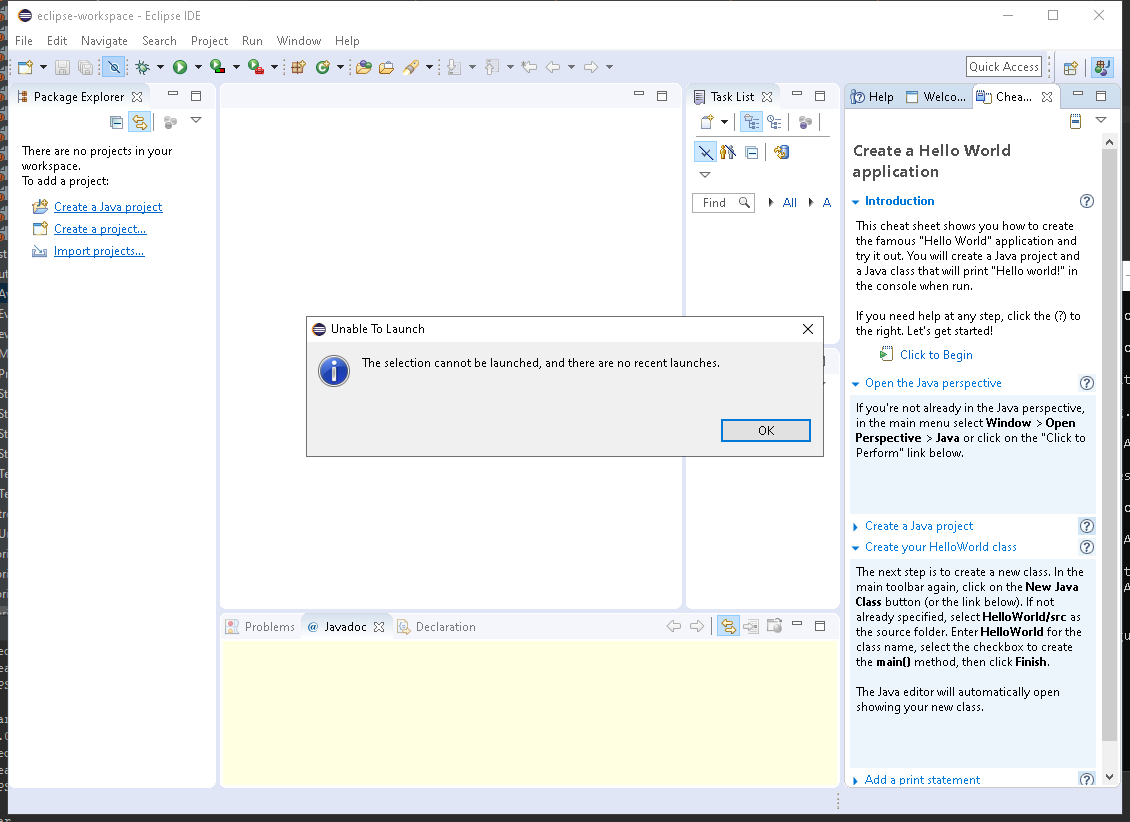 eclipse-workspace - Eclipse IDE
File Edit Navigate Search Project Run Window Help
Quick Access
Package Explorer
There are no projects in your
workspace.
To add a project:
Create a Java project
Create a project...
Import projects...
Task List
Find
All
A
Help
Welco...
Chea...
Create a Hello World
application
Introduction
This cheat sheet shows you how to create
the famous "Hello World" application and
try it out. You will create a Java project and
a Java class that will print "Hello world!" in
the console when run.
If you need help at any step, click the (?) to
the right. Let's get started!
Click to Begin
Open the Java perspective
If you're not already in the Java perspective,
in the main menu select Window > Open
Perspective > Java or click on the "Click to
Perform" link below.
Create a Java project
Create your HelloWorld class
The next step is to create a new class. In the
main toolbar again, click on the New Java
Class button (or the link below). If not
already specified, select HelloWorld/src as
the source folder. Enter HelloWorld for the
class name, select the checkbox to create
the main() method, then click Finish.
The Java editor will automatically open
showing your new class.
Add a print statement
Unable To Launch
The selection cannot be launched, and there are no recent launches.
OK
Problems
@ Javadoc
Declaration